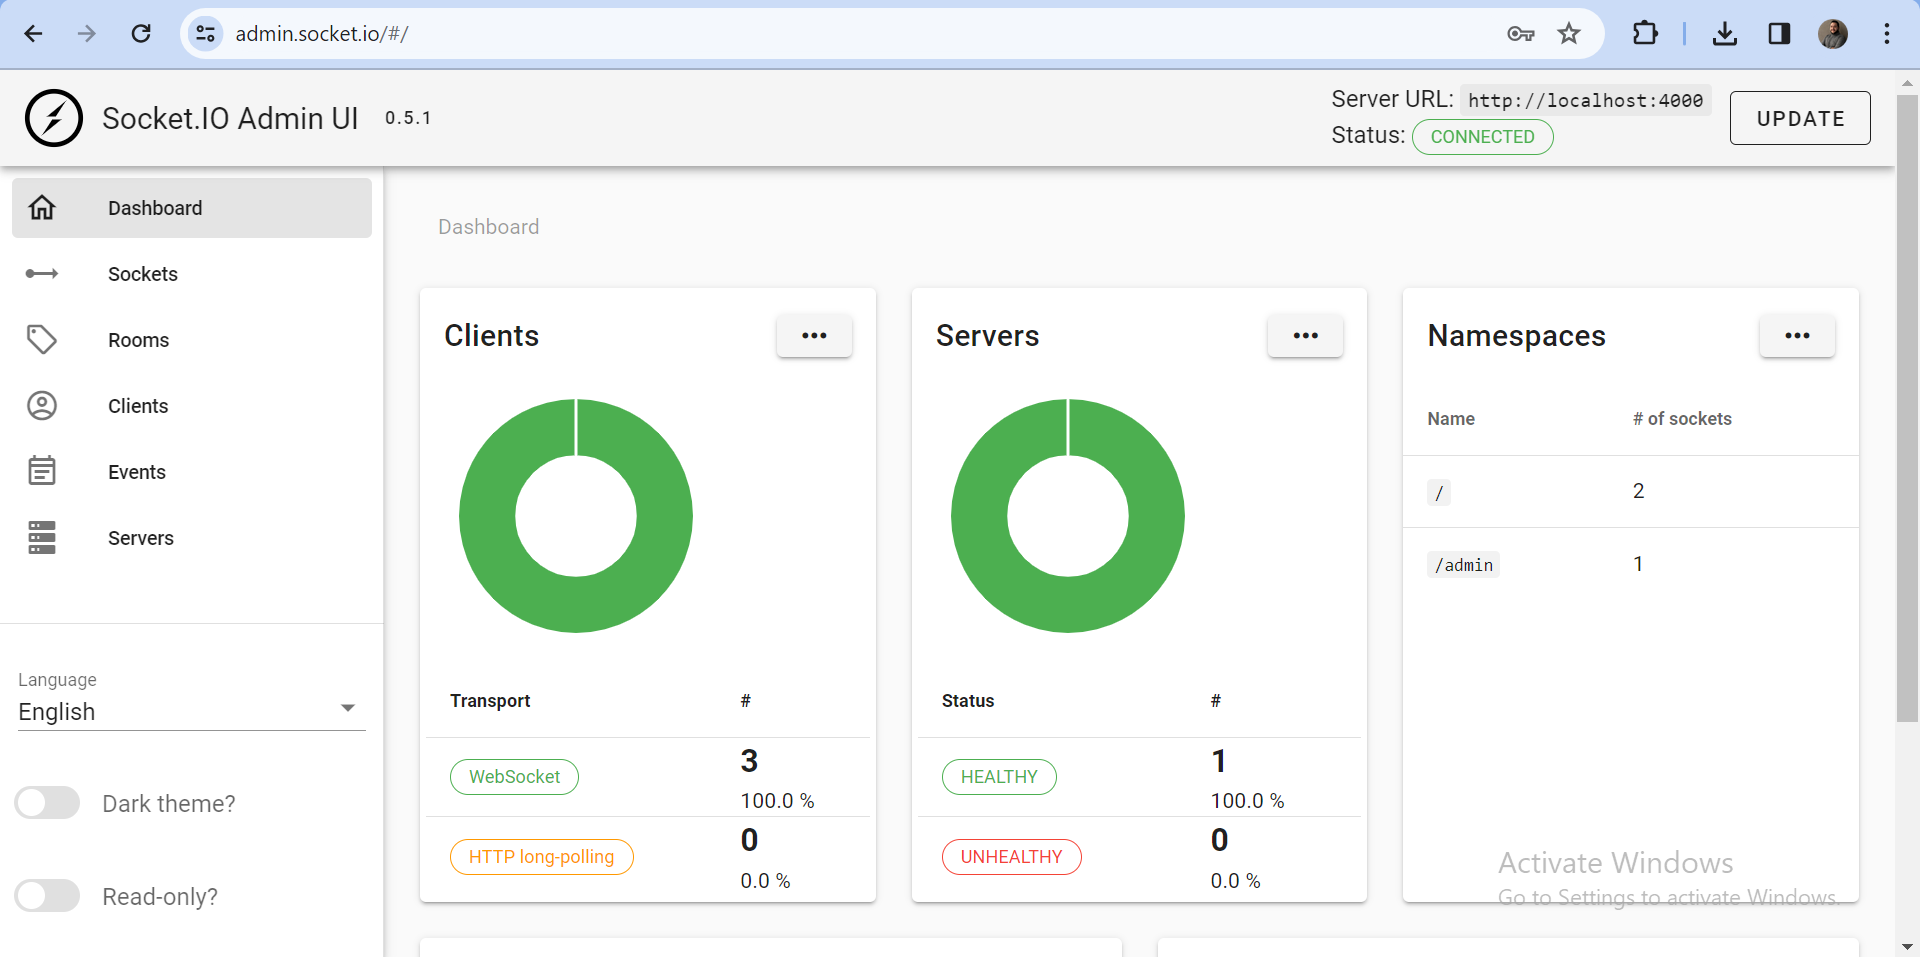 admin.socket.io/#/
Socket.IO Admin UI 0.5.1
Server URL: http://localhost:4000
Status: CONNECTED
UPDATE
Dashboard
Sockets
Rooms
Clients
Events
Servers
Language
English
Dark theme?
Read-only?
Dashboard
Clients
Transport #
WebSocket 3
100.0 %
HTTP long-polling 0
0.0 %
Servers
Status #
HEALTHY 1
100.0 %
UNHEALTHY 0
0.0 %
Namespaces
Name # of sockets
/ 2
/admin 1
Activate Windows
Go to Settings to activate Windows.